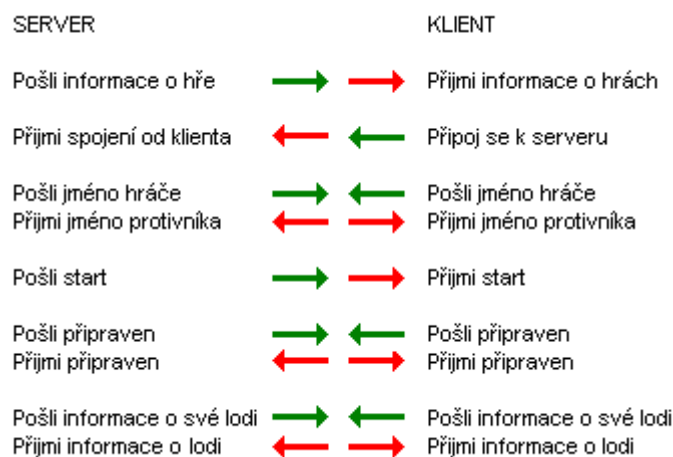 SERVER KLIENT
Pošli informace o hře Přijmi informace o hrách
Přijmi spojení od klienta Připoj se k serveru
Pošli jméno hráče Pošli jméno hráče
Přijmi jméno protivníka Přijmi jméno protivníka
Pošli start Přijmi start
Pošli připraven Pošli připraven
Přijmi připraven Přijmi připraven
Pošli informace o své lodi Pošli informace o své lodi
Přijmi informace o lodi Přijmi informace o lodi